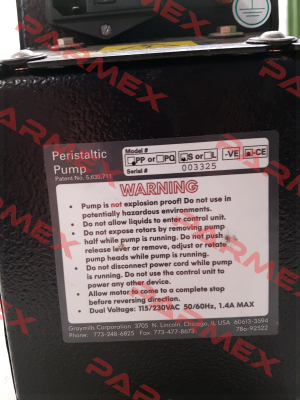 PARMEX
Peristaltic
Pump
Patent No. 5,630,711
Model # PP or PQ S or L -VE -CE
Serial # 003325
WARNING
• Pump is not explosion proof! Do not use in
potentially hazardous environments.
• Do not allow liquids to enter control unit.
• Do not expose rotors by removing pump
half while pump is running. Do not push
release lever or remove, adjust or rotate
pump heads while pump is running.
• Do not disconnect power cord while pump
is running. Do not use the control unit to
power any other device.
• Allow motor to come to a complete stop
before reversing direction.
• Dual Voltage: 115/230VAC 50/60Hz, 1.4A MAX
Graymills Corporation 3705 N. Lincoln, Chicago, IL USA 60613-3594
Phone: 773-248-6825 Fax: 773-477-8673 786-92522